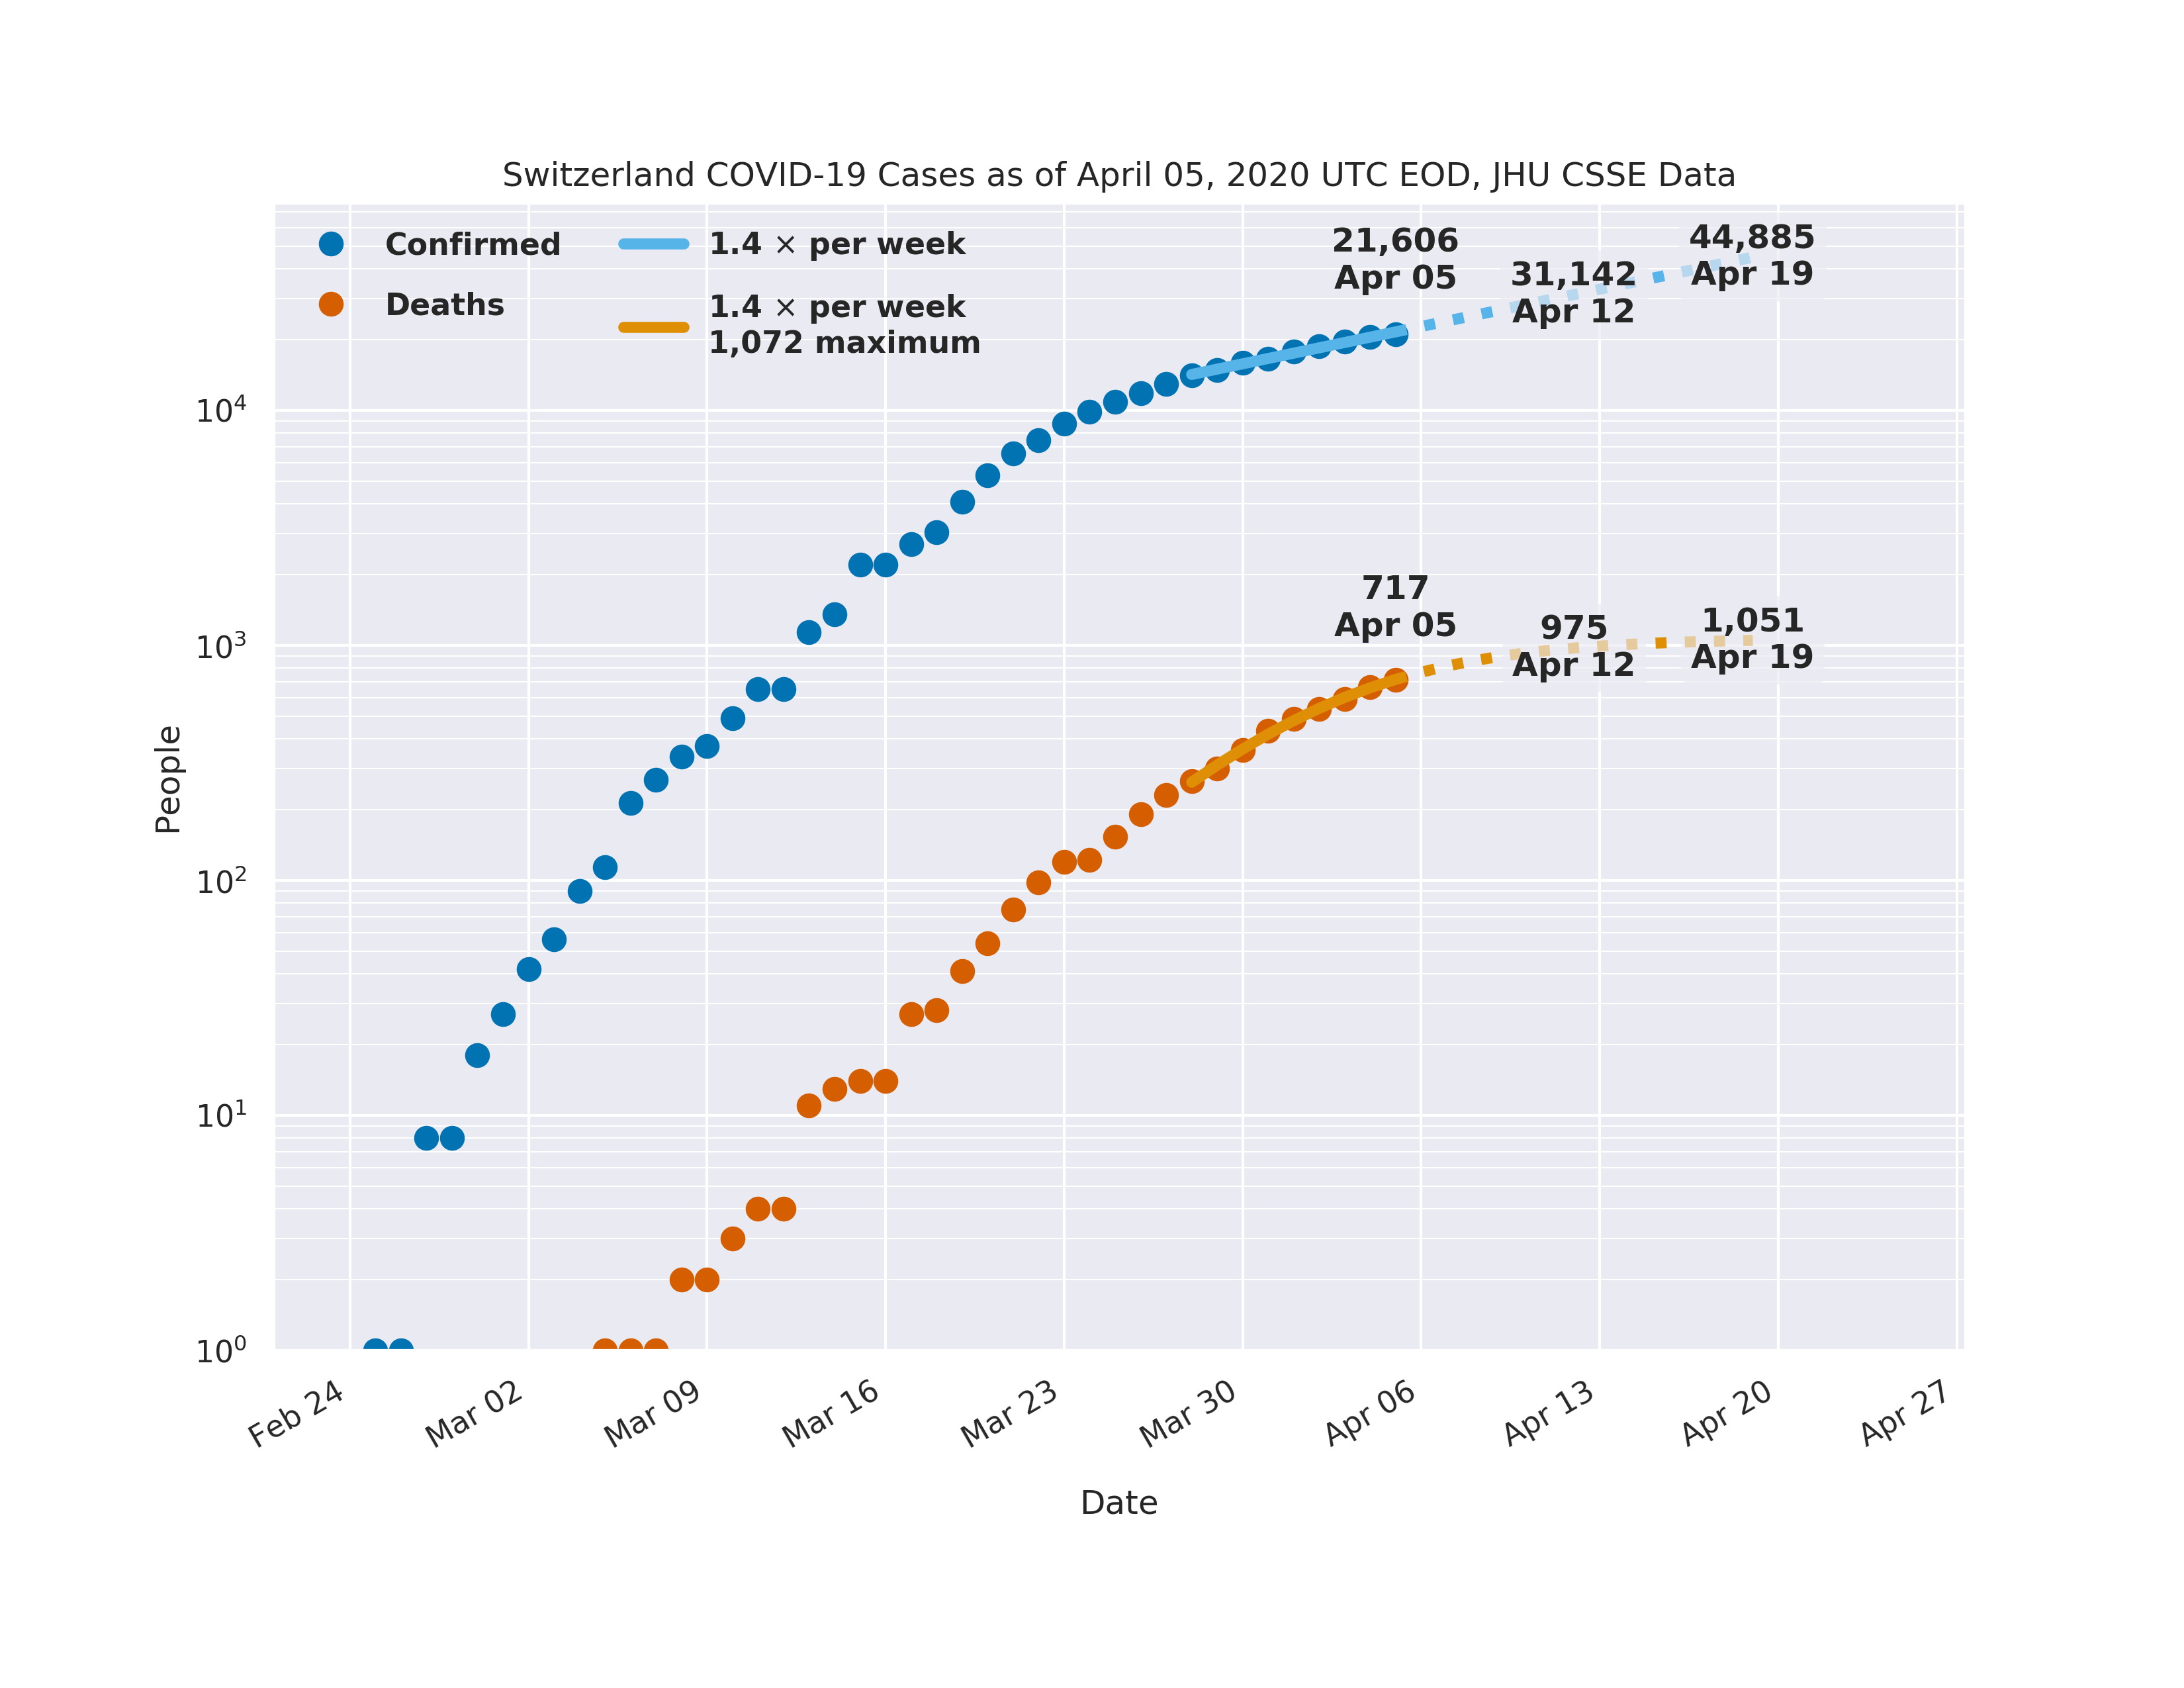 Switzerland COVID-19 Cases as of April 05, 2020 UTC EOD, JHU CSSE Data
Confirmed
Deaths
1.4 × per week
1.4 × per week
1,072 maximum
21,606
Apr 05
31,142
Apr 12
44,885
Apr 19
717
Apr 05
975
Apr 12
1,051
Apr 19
People
10⁴
10³
10²
10¹
10⁰
Feb 24
Mar 02
Mar 09
Mar 16
Mar 23
Mar 30
Apr 06
Apr 13
Apr 20
Apr 27
Date